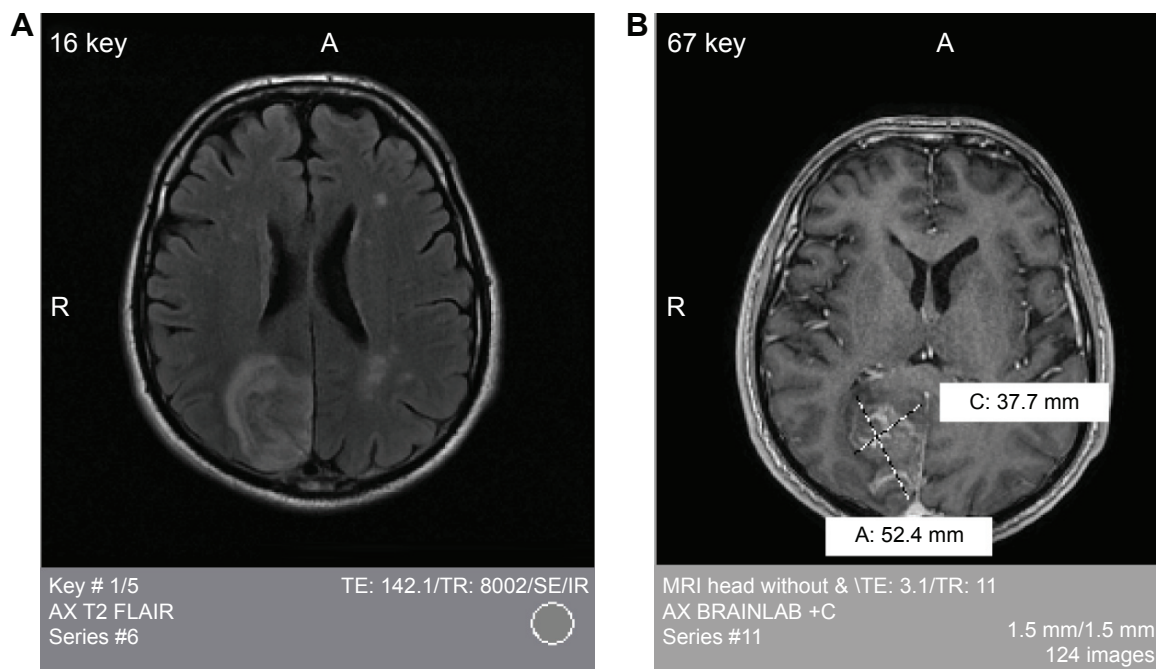 A
16 key
A
R
Key # 1/5
AX T2 FLAIR
Series #6
TE: 142.1/TR: 8002/SE/IR
B
67 key
A
R
C: 37.7 mm
A: 52.4 mm
MRI head without & \TE: 3.1/TR: 11
AX BRAINLAB +C
Series #11
1.5 mm/1.5 mm
124 images